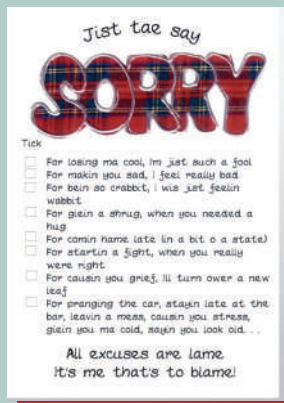 Jist tae say
SORRY
Tick
For losing ma cool, Im jist such a fool
For makin you sad, I feel really bad
For bein so crabbit, I wis jist feelin
wabbit
For giein a shrug, when you needed a
hug
For comin hame late (in a bit o a state)
For startin a fight, when you really
were right
For causin you grief, Ill turn ower a new
leaf
For pranging the car, stayin late at the
bar, leavin a mess, causin you stress,
giein you ma cold, sayin you look old. . .
All excuses are lame
It's me that's to blame!